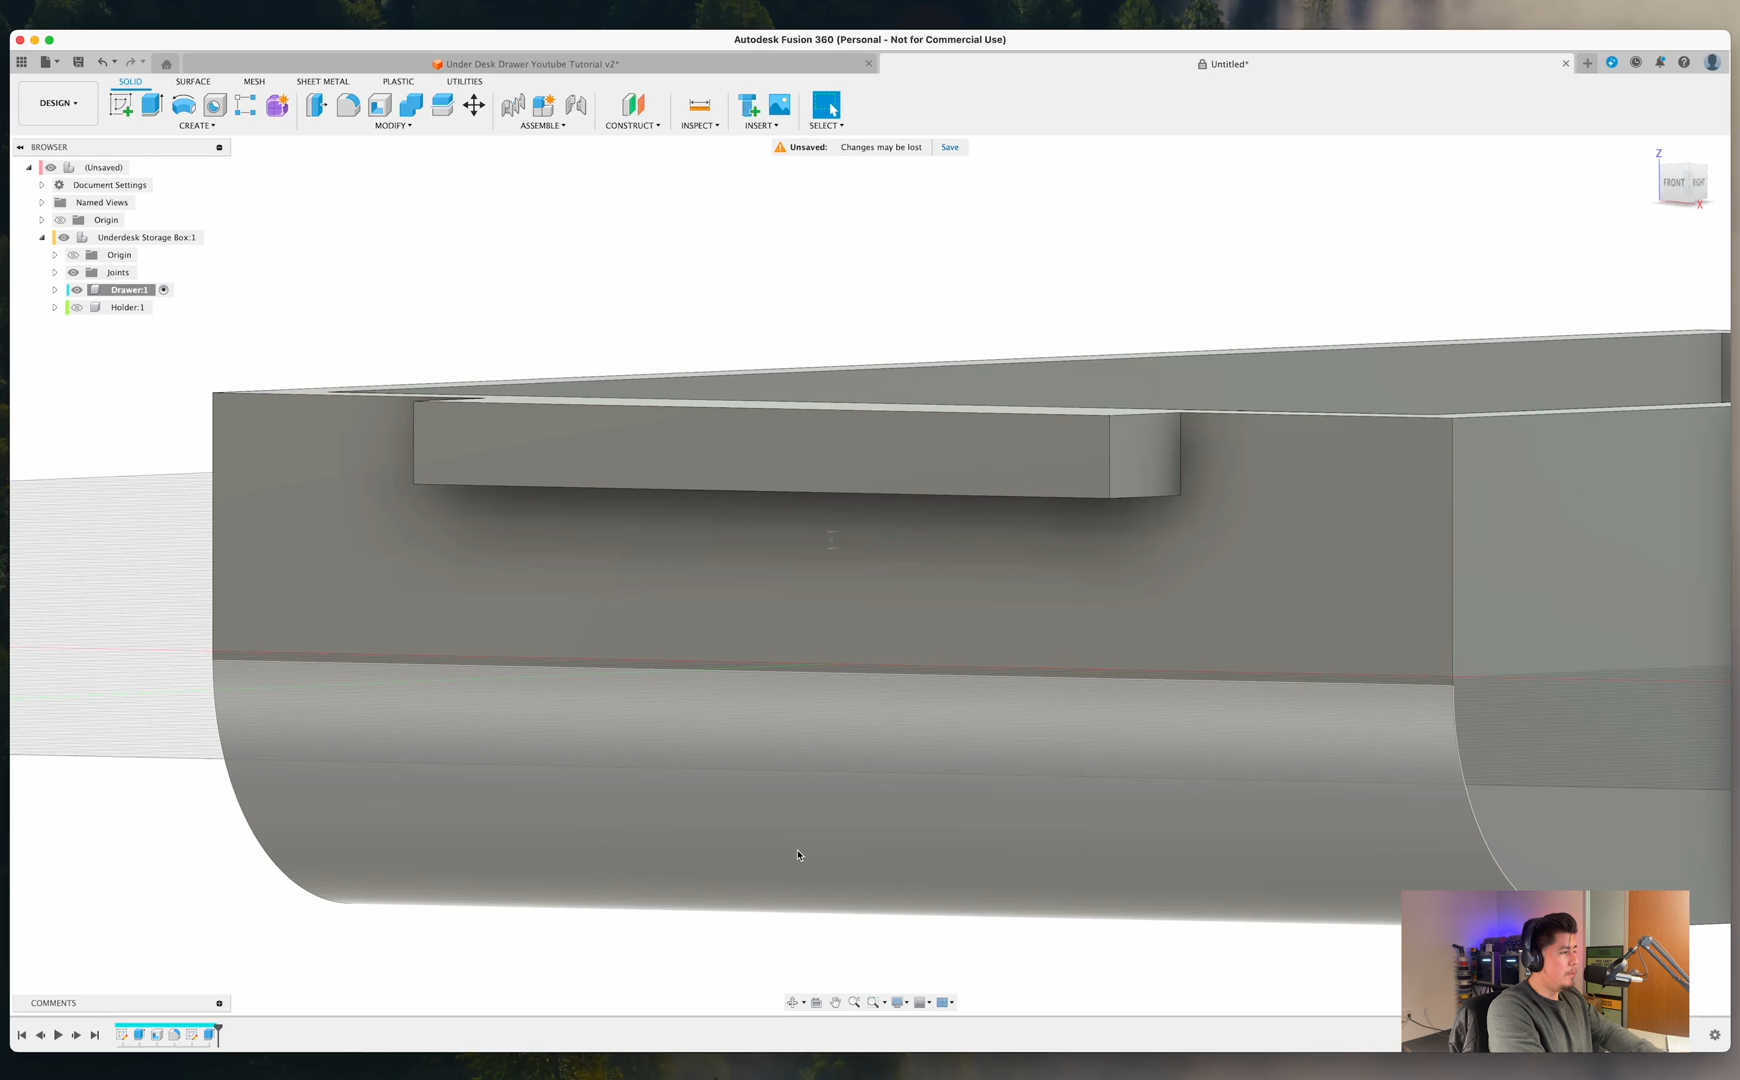 Autodesk Fusion 360 (Personal - Not for Commercial Use)
Under Desk Drawer Youtube Tutorial v2*
Untitled*
DESIGN
SOLID
SURFACE
MESH
SHEET METAL
PLASTIC
UTILITIES
CREATE
MODIFY
ASSEMBLE
CONSTRUCT
INSPECT
INSERT
SELECT
BROWSER
Unsaved: Changes may be lost Save
(Unsaved)
Document Settings
Named Views
Origin
Underdesk Storage Box:1
Origin
Joints
Drawer:1
Holder:1
Z
FRONT
RIGHT
X
COMMENTS